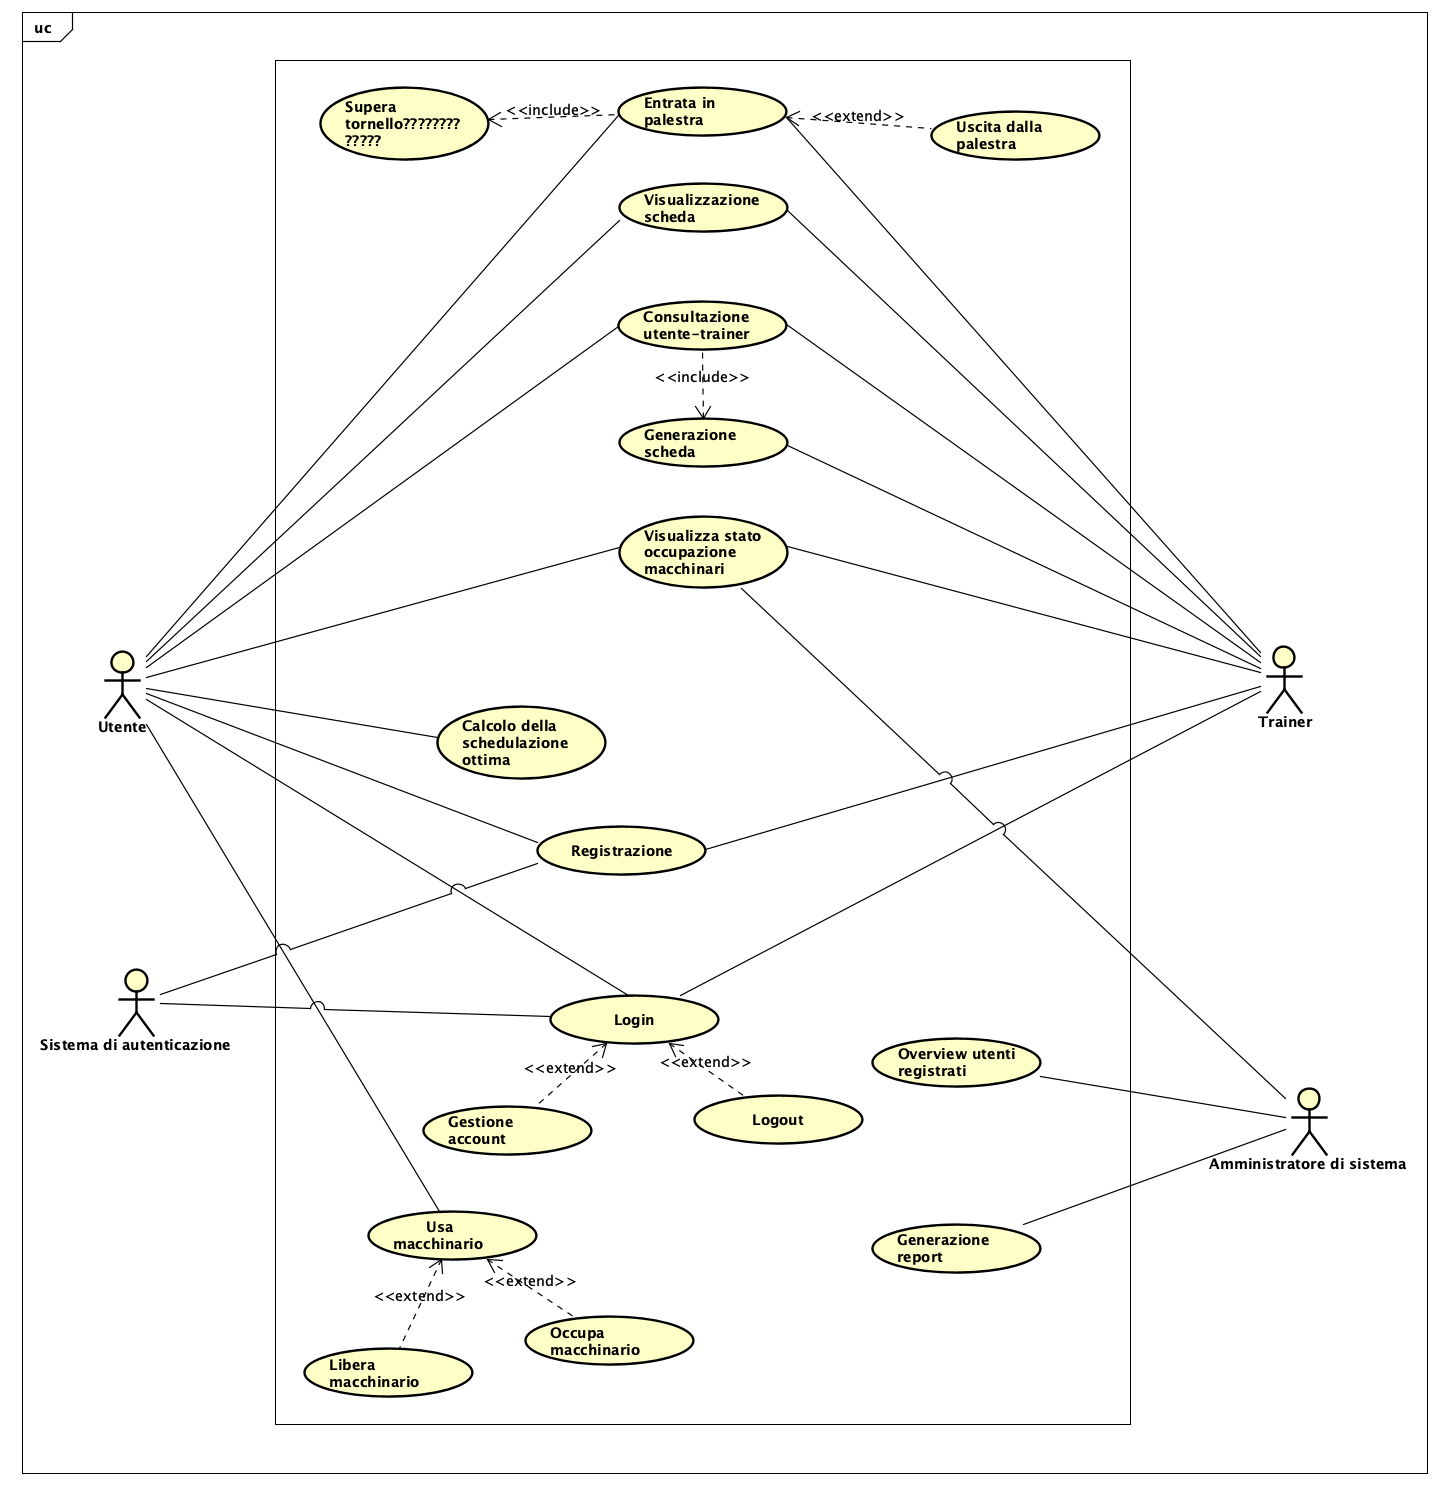 uc
Supera
tornello????????
?????
<<include>>
Entrata in
palestra
<<extend>>
Uscita dalla
palestra
Visualizzazione
scheda
Consultazione
utente-trainer
<<include>>
Generazione
scheda
Visualizza stato
occupazione
macchinari
Utente
Trainer
Calcolo della
schedulazione
ottima
Registrazione
Sistema di autenticazione
Login
<<extend>>
<<extend>>
Gestione
account
Logout
Overview utenti
registrati
Amministratore di sistema
Usa
macchinario
Generazione
report
<<extend>>
<<extend>>
Occupa
macchinario
Libera
macchinario